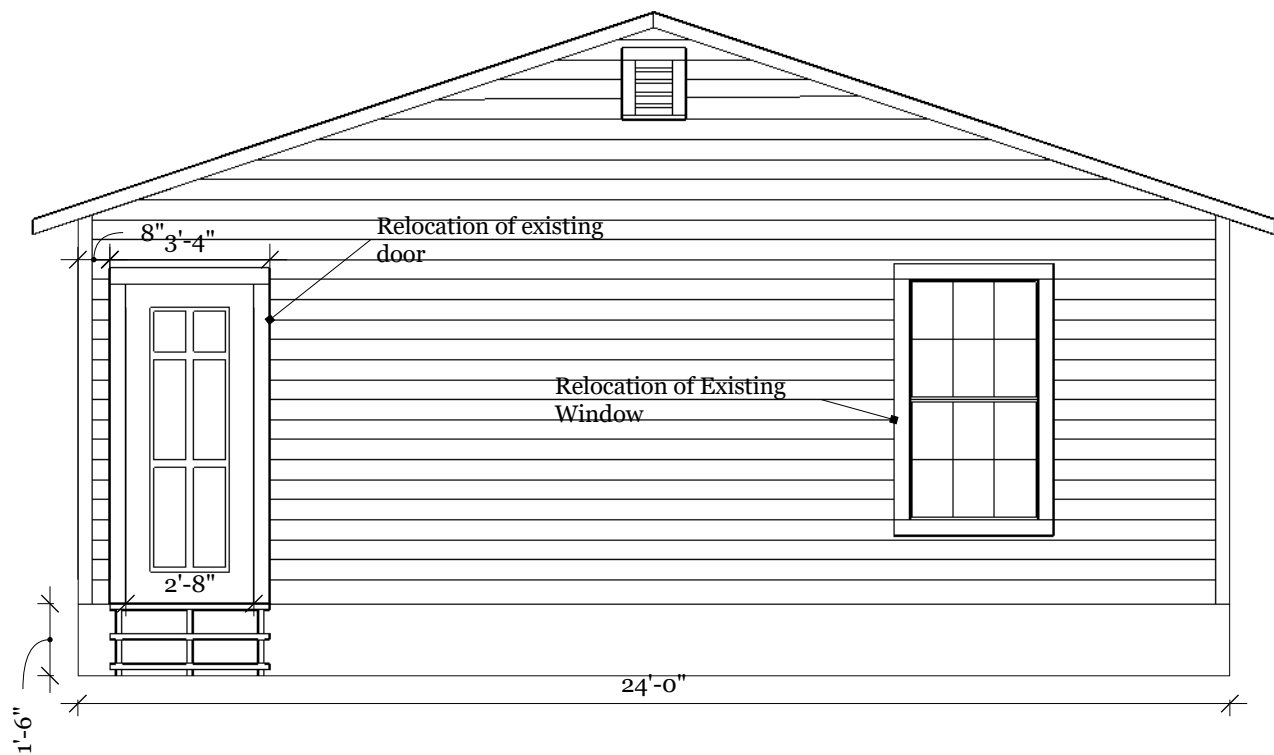 Relocation of existing
door
8"
3'-4"
Relocation of Existing
Window
2'-8"
24'-0"
1'-6"